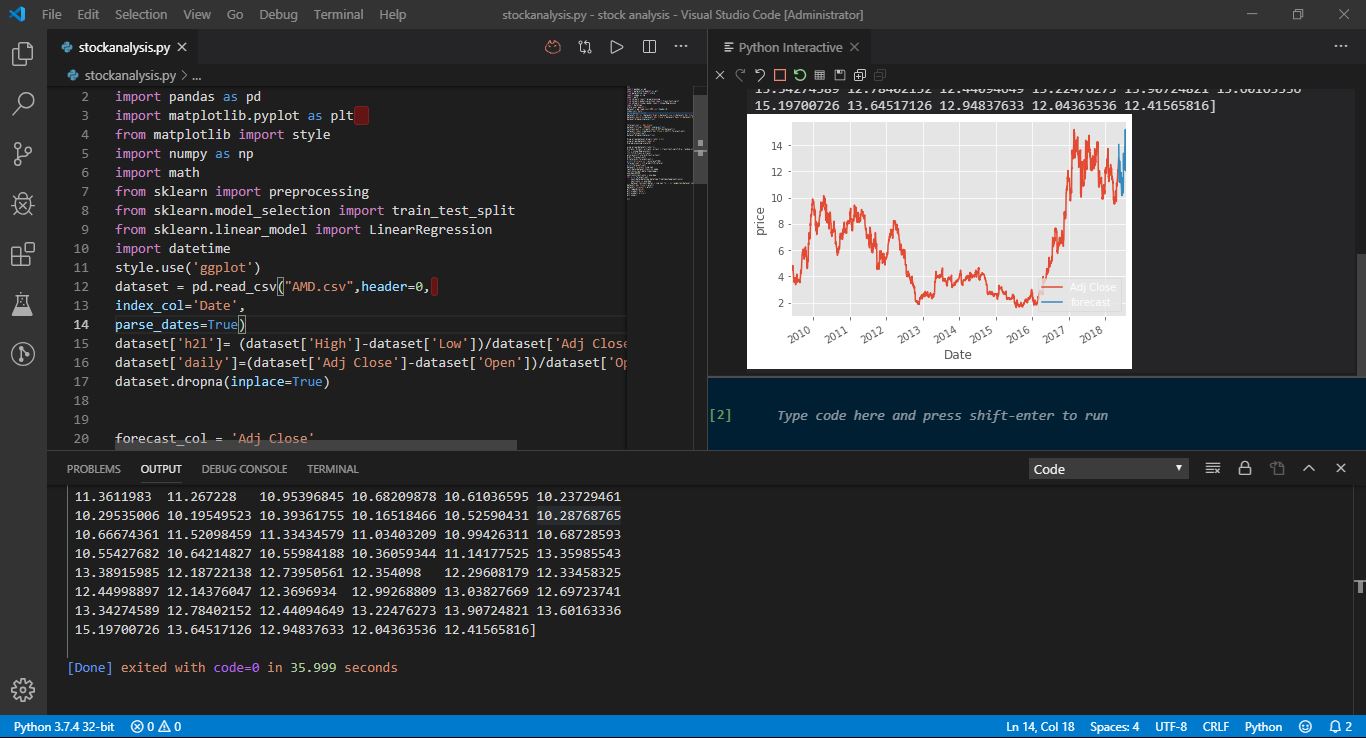 File Edit Selection View Go Debug Terminal Help
stockanalysis.py - stock analysis - Visual Studio Code [Administrator]
stockanalysis.py
stockanalysis.py > ...
2 import pandas as pd
3 import matplotlib.pyplot as plt
4 from matplotlib import style
5 import numpy as np
6 import math
7 from sklearn import preprocessing
8 from sklearn.model_selection import train_test_split
9 from sklearn.linear_model import LinearRegression
10 import datetime
11 style.use('ggplot')
12 dataset = pd.read_csv("AMD.csv",header=0,
13 index_col='Date',
14 parse_dates=True)
15 dataset['h2l']= (dataset['High']-dataset['Low'])/dataset['Adj Close
16 dataset['daily']=(dataset['Adj Close']-dataset['Open'])/dataset['Op
17 dataset.dropna(inplace=True)
18
19
20 forecast_col = 'Adj Close'
Python Interactive
13.34274589 12.78402152 12.44094649 13.22476273 13.90724821 13.60163336
15.19700726 13.64517126 12.94837633 12.04363536 12.41565816]
14
12
10
8
6
4
2
price
2010 2011 2012 2013 2014 2015 2016 2017 2018
Date
Adj Close
forecast
[2] Type code here and press shift-enter to run
PROBLEMS OUTPUT DEBUG CONSOLE TERMINAL
Code
11.3611983 11.267228 10.95396845 10.68209878 10.61036595 10.23729461
10.29535006 10.19549523 10.39361755 10.16518466 10.52590431 10.28768765
10.66674361 11.52098459 11.33434579 11.03403209 10.99426311 10.68728593
10.55427682 10.64214827 10.55984188 10.36059344 11.14177525 13.35985543
13.38915985 12.18722138 12.73950561 12.354098 12.29608179 12.33458325
12.44998897 12.14376047 12.3696934 12.99268809 13.03827669 12.69723741
13.34274589 12.78402152 12.44094649 13.22476273 13.90724821 13.60163336
15.19700726 13.64517126 12.94837633 12.04363536 12.41565816]
[Done] exited with code=0 in 35.999 seconds
Python 3.7.4 32-bit 0 0
Ln 14, Col 18 Spaces: 4 UTF-8 CRLF Python 2